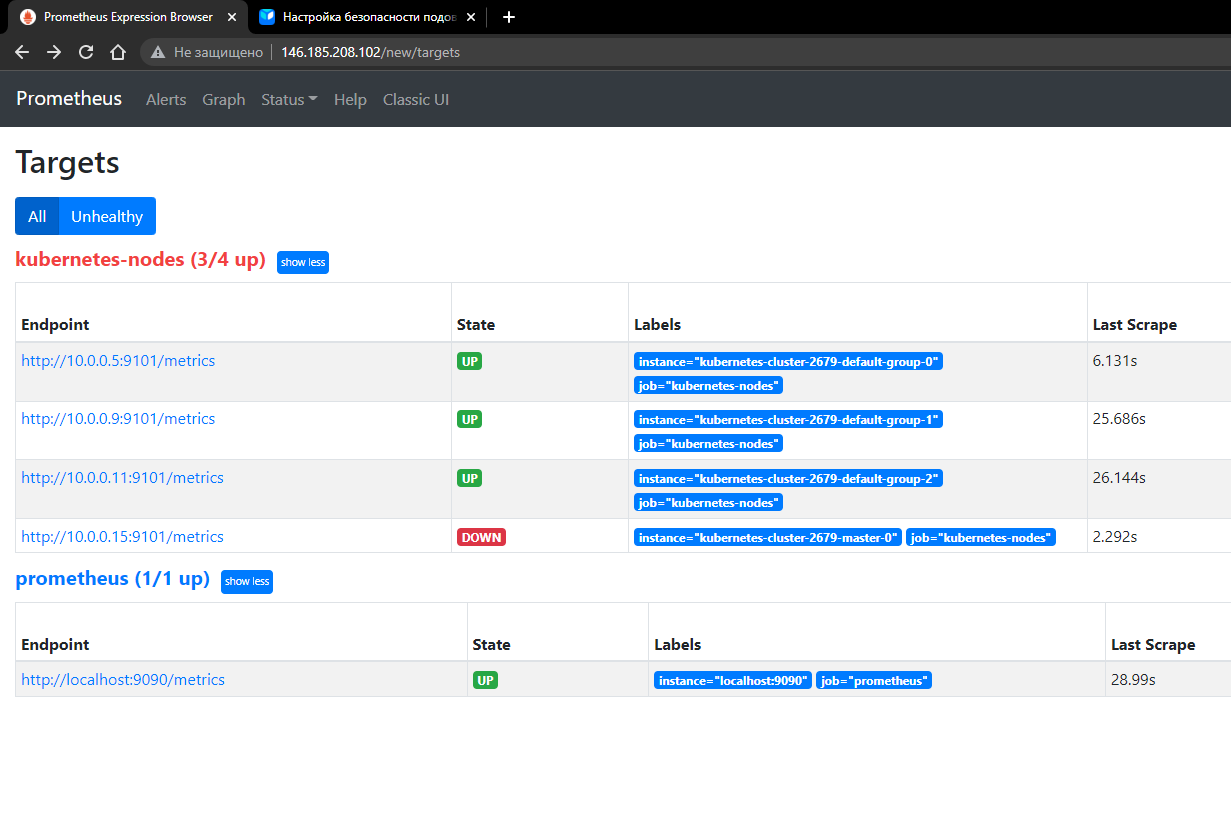 Prometheus Expression Browser
Настройка безопасности подов
Не защищено 146.185.208.102/new/targets
Prometheus Alerts Graph Status Help Classic UI
Targets
All Unhealthy
kubernetes-nodes (3/4 up) show less
Endpoint State Labels Last Scrape
http://10.0.0.5:9101/metrics UP instance="kubernetes-cluster-2679-default-group-0" 6.131s
job="kubernetes-nodes"
http://10.0.0.9:9101/metrics UP instance="kubernetes-cluster-2679-default-group-1" 25.686s
job="kubernetes-nodes"
http://10.0.0.11:9101/metrics UP instance="kubernetes-cluster-2679-default-group-2" 26.144s
job="kubernetes-nodes"
http://10.0.0.15:9101/metrics DOWN instance="kubernetes-cluster-2679-master-0" job="kubernetes-nodes" 2.292s
prometheus (1/1 up) show less
Endpoint State Labels Last Scrape
http://localhost:9090/metrics UP instance="localhost:9090" job="prometheus" 28.99s